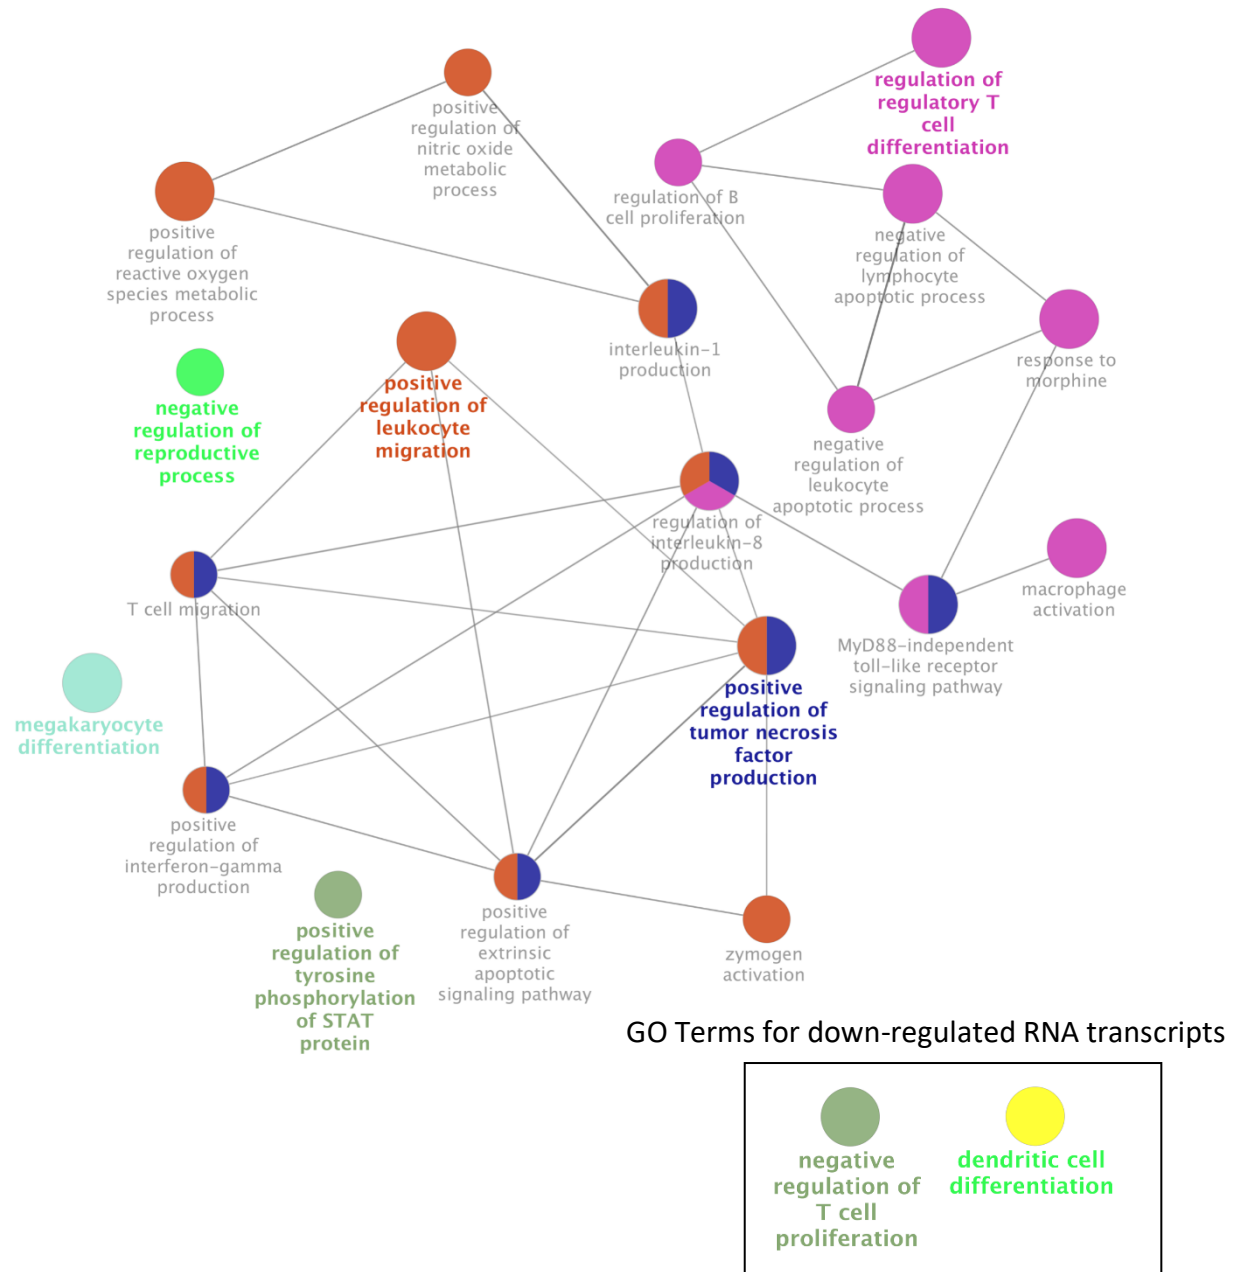 regulation of
regulatory T
cell
differentiation
positive
regulation of
nitric oxide
metabolic
process
regulation of B
cell proliferation
positive
regulation of
reactive oxygen
species metabolic
process
negative
regulation of
lymphocyte
apoptotic process
interleukin-1
production
response to
morphine
positive
regulation of
leukocyte
migration
negative
regulation of
reproductive
process
negative
regulation of
leukocyte
apoptotic process
regulation of
interleukin-8
production
T cell migration
macrophage
activation
MyD88-independent
toll-like receptor
signaling pathway
positive
regulation of
tumor necrosis
factor
production
megakaryocyte
differentiation
positive
regulation of
interferon-gamma
production
positive
regulation of
extrinsic
apoptotic
signaling pathway
positive
regulation of
tyrosine
phosphorylation
of STAT
protein
zymogen
activation
GO Terms for down-regulated RNA transcripts
negative
regulation of
T cell
proliferation
dendritic cell
differentiation